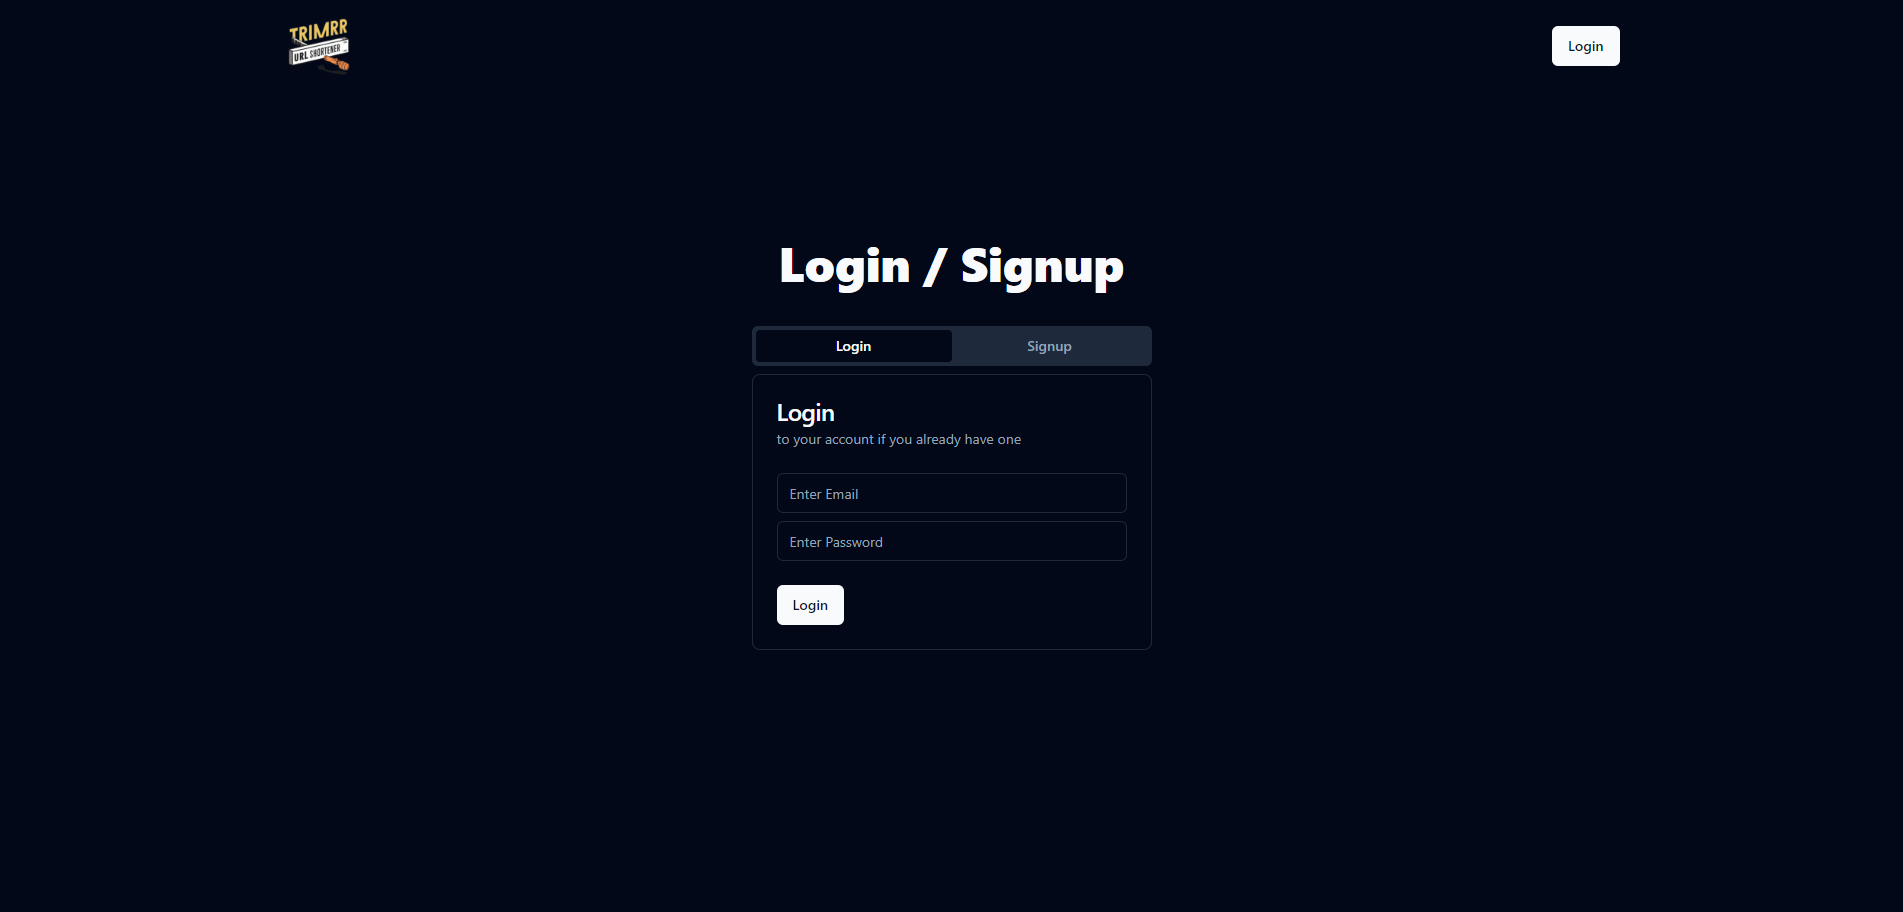 TRIMRR
URL SHORTENER
Login
Login / Signup
Login
Signup
Login
to your account if you already have one
Enter Email
Enter Password
Login